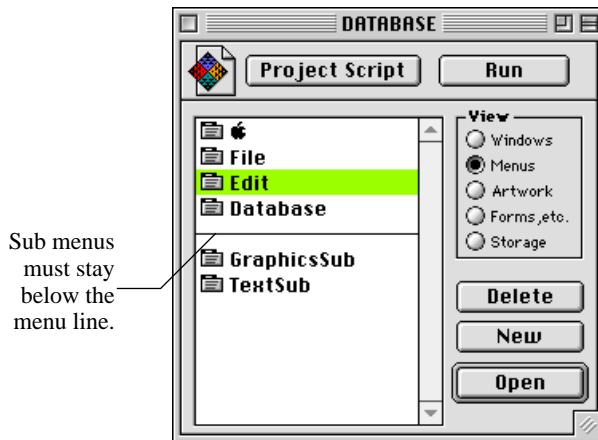 DATABASE
Project Script
Run
File
Edit
Database
GraphicsSub
TextSub
View
Windows
Menus
Artwork
Forms,etc.
Storage
Delete
New
Open
Sub menus
must stay
below the
menu line.